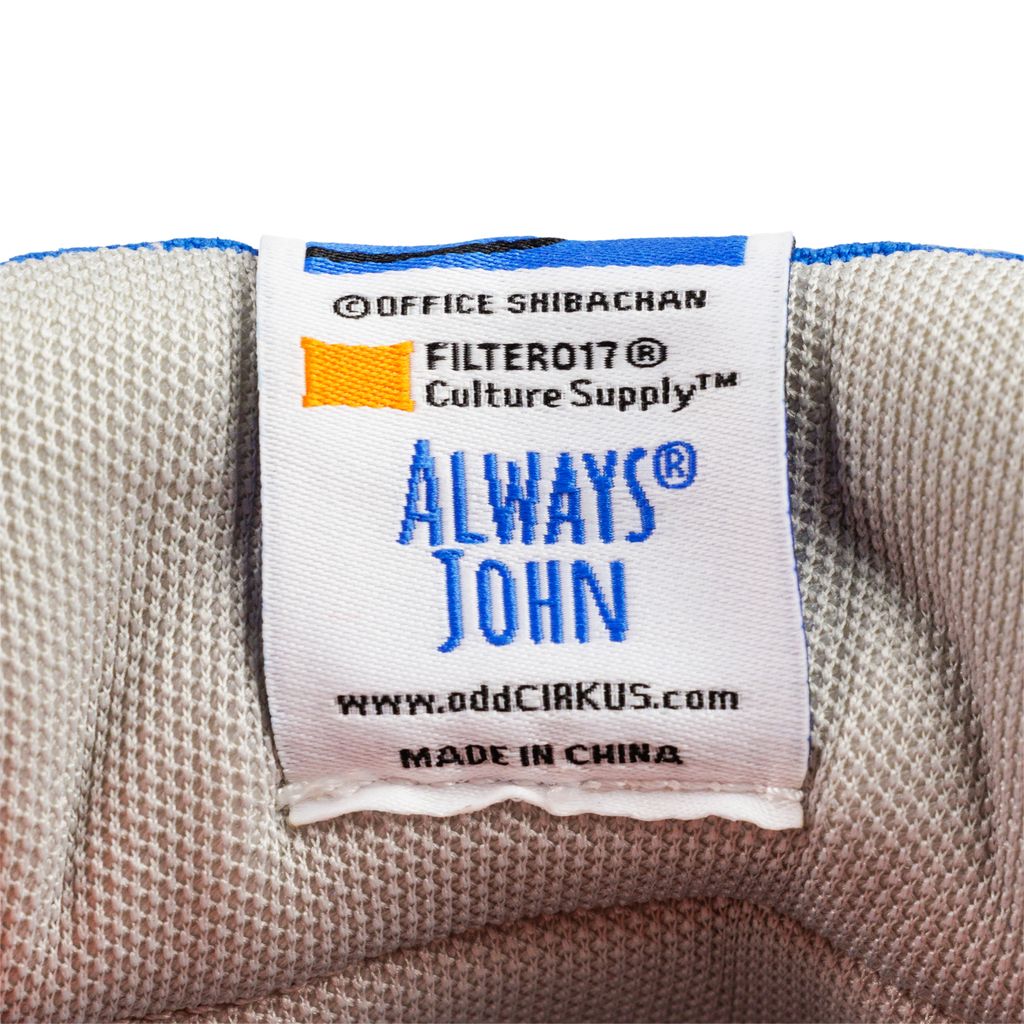 ©OFFICE SHIBACHAN
FILTER017®
Culture Supply™
ALWAYS®
JOHN
www.oddCIRKUS.com
MADE IN CHINA